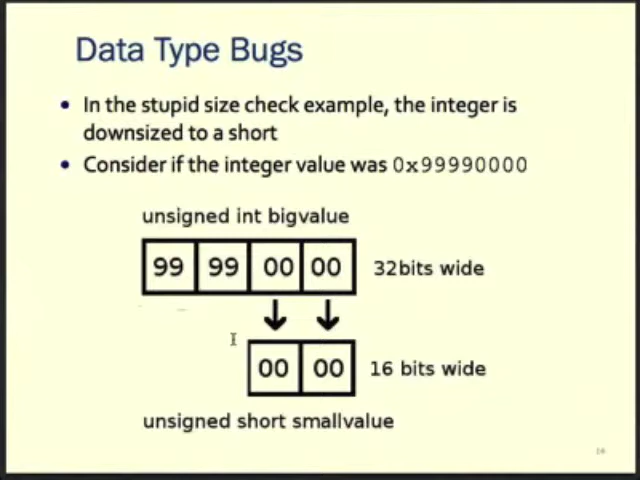 Data Type Bugs
• In the stupid size check example, the integer is
downsized to a short
• Consider if the integer value was 0x99990000
unsigned int bigvalue
99 99 00 00 32bits wide
00 00 16 bits wide
unsigned short smallvalue